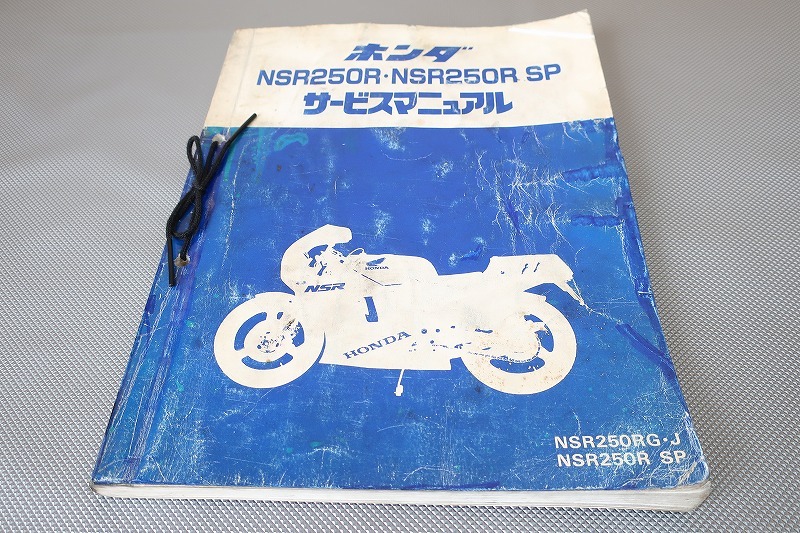 ホンダ
NSR250R・NSR250R SP
サービスマニュアル
HONDA
NSR
HONDA
NSR250RG・J
NSR250R SP